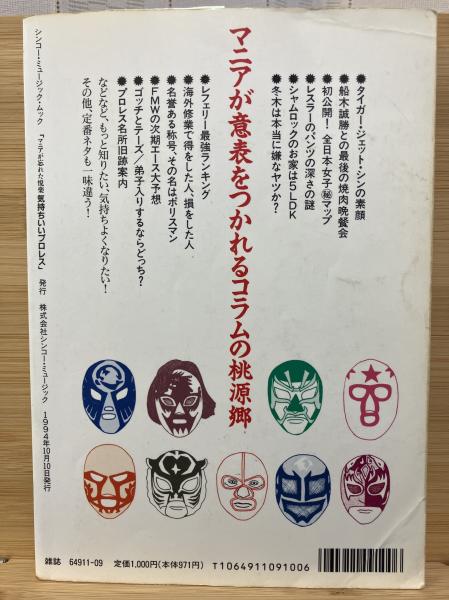 マニアが意表をつかれるコラムの桃源郷
✹タイガー・ジェット・シンの素顔
✹船木誠勝との最後の焼肉晩餐会
✹初公開！全日本女子㊙マップ
✹レスラーのパンツの深さの謎
✹シャムロックのお家は5LDK
✹冬木は本当に嫌なヤツか？
✹レフェリー最強ランキング
✹海外修業で得をした人、損をした人
✹名誉ある称号、その名はポリスマン
✹FMWの次期エース大予想
✹ゴッチとテーズ／弟子入りするならどっち？
✹プロレス名所旧跡案内
などなど、もっと知りたい、気持ちよくなりたい！
その他、定番ネタも一味違う！
シンコー・ミュージック・ムック 「マニアが忘れた悦楽 気持ちいいプロレス」 発行 株式会社シンコー・ミュージック 1994年10月10日発行
雑誌 64911-09 定価1,000円（本体971円） T1064911091006